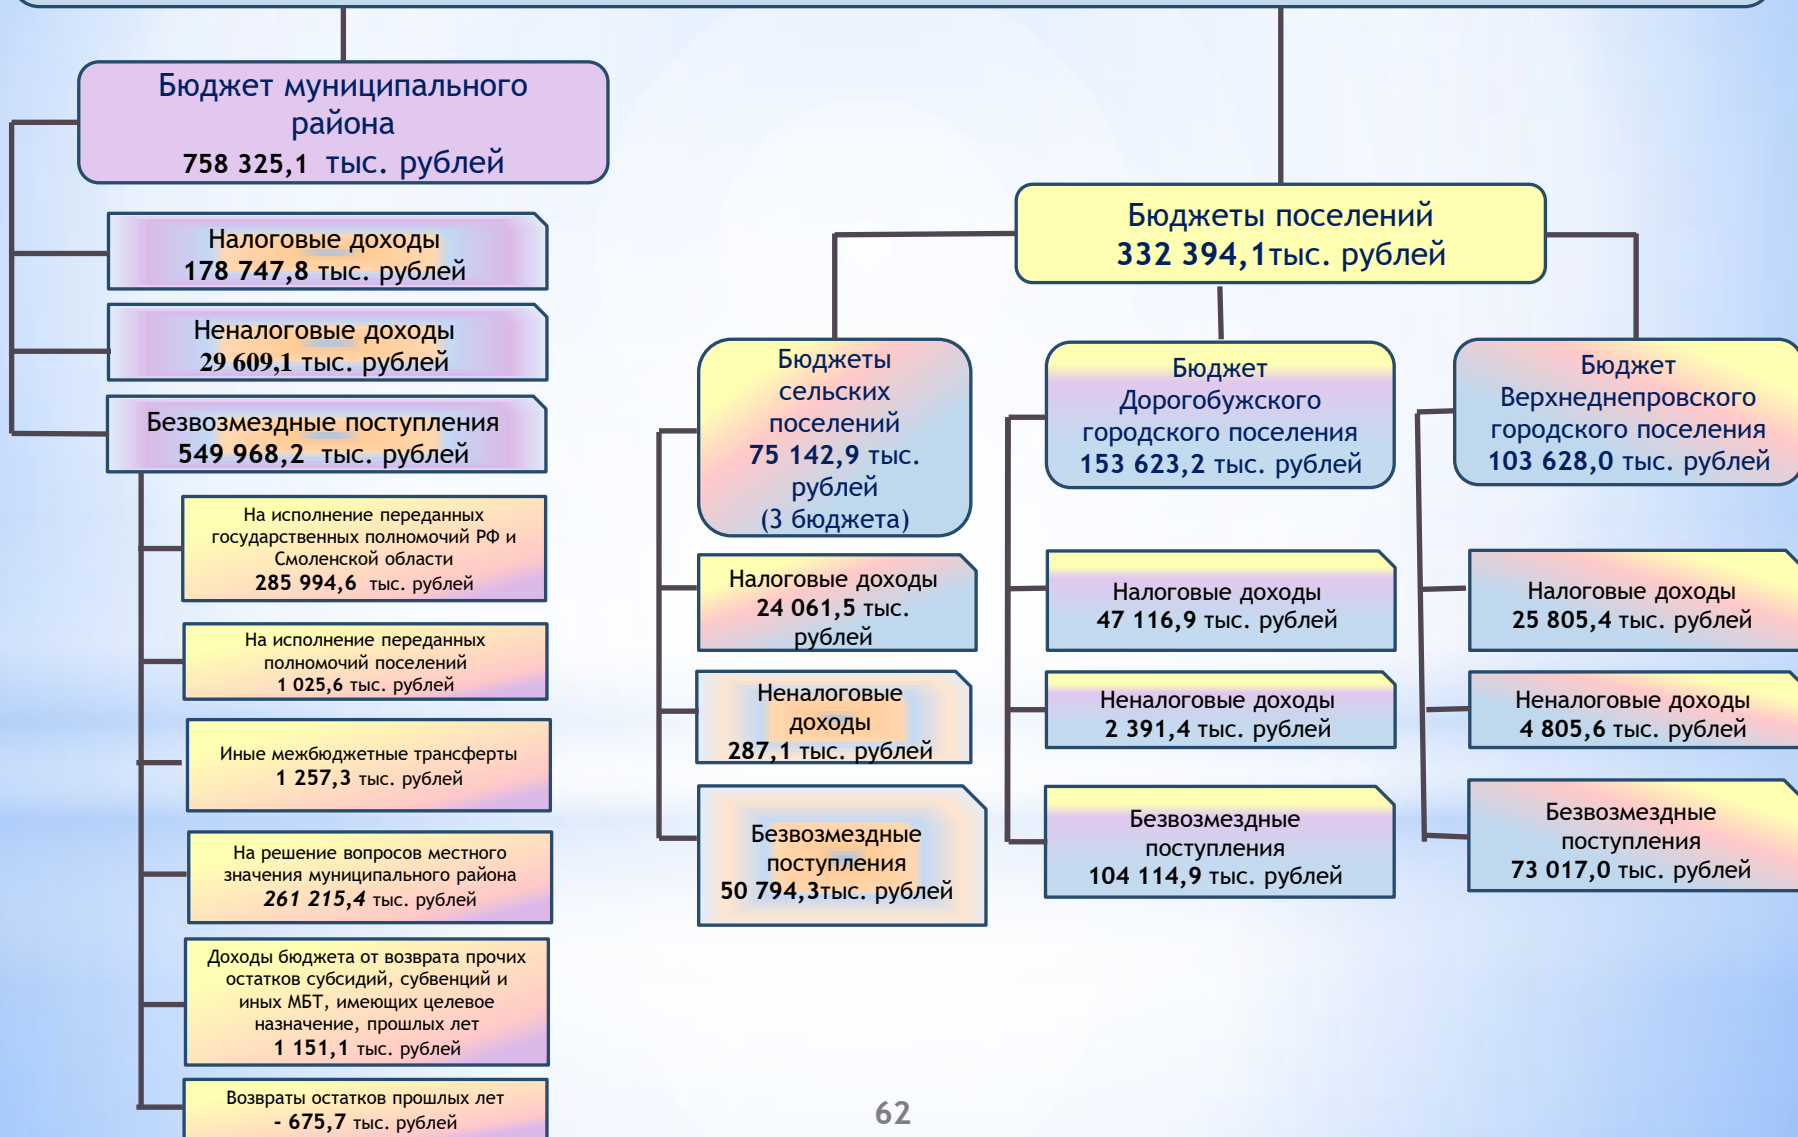 Бюджет муниципального
района
758 325,1 тыс. рублей
Налоговые доходы
178 747,8 тыс. рублей
Неналоговые доходы
29 609,1 тыс. рублей
Безвозмездные поступления
549 968,2 тыс. рублей
На исполнение переданных
государственных полномочий РФ и
Смоленской области
285 994,6 тыс. рублей
На исполнение переданных
полномочий поселений
1 025,6 тыс. рублей
Иные межбюджетные трансферты
1 257,3 тыс. рублей
На решение вопросов местного
значения муниципального района
261 215,4 тыс. рублей
Доходы бюджета от возврата прочих
остатков субсидий, субвенций и
иных МБТ, имеющих целевое
назначение, прошлых лет
1 151,1 тыс. рублей
Возвраты остатков прошлых лет
- 675,7 тыс. рублей
Бюджеты поселений
332 394,1тыс. рублей
Бюджеты
сельских
поселений
75 142,9 тыс.
рублей
(3 бюджета)
Налоговые доходы
24 061,5 тыс.
рублей
Неналоговые
доходы
287,1 тыс. рублей
Безвозмездные
поступления
50 794,3тыс. рублей
Бюджет
Дорогобужского
городского поселения
153 623,2 тыс. рублей
Налоговые доходы
47 116,9 тыс. рублей
Неналоговые доходы
2 391,4 тыс. рублей
Безвозмездные
поступления
104 114,9 тыс. рублей
Бюджет
Верхнеднепровского
городского поселения
103 628,0 тыс. рублей
Налоговые доходы
25 805,4 тыс. рублей
Неналоговые доходы
4 805,6 тыс. рублей
Безвозмездные
поступления
73 017,0 тыс. рублей
62